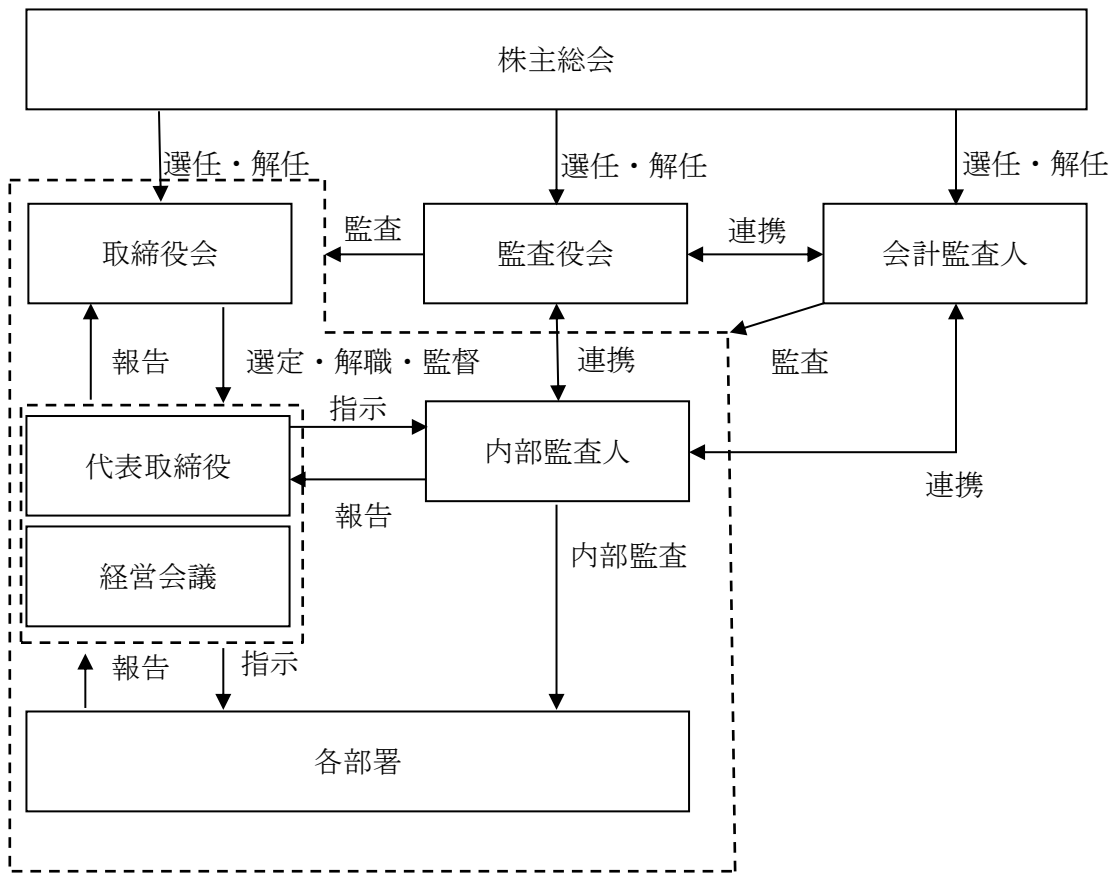 株主総会
選任・解任
選任・解任
選任・解任
取締役会
監査
監査役会
連携
会計監査人
報告
選定・解職・監督
連携
監査
指示
代表取締役
内部監査人
連携
報告
経営会議
内部監査
報告
指示
各部署